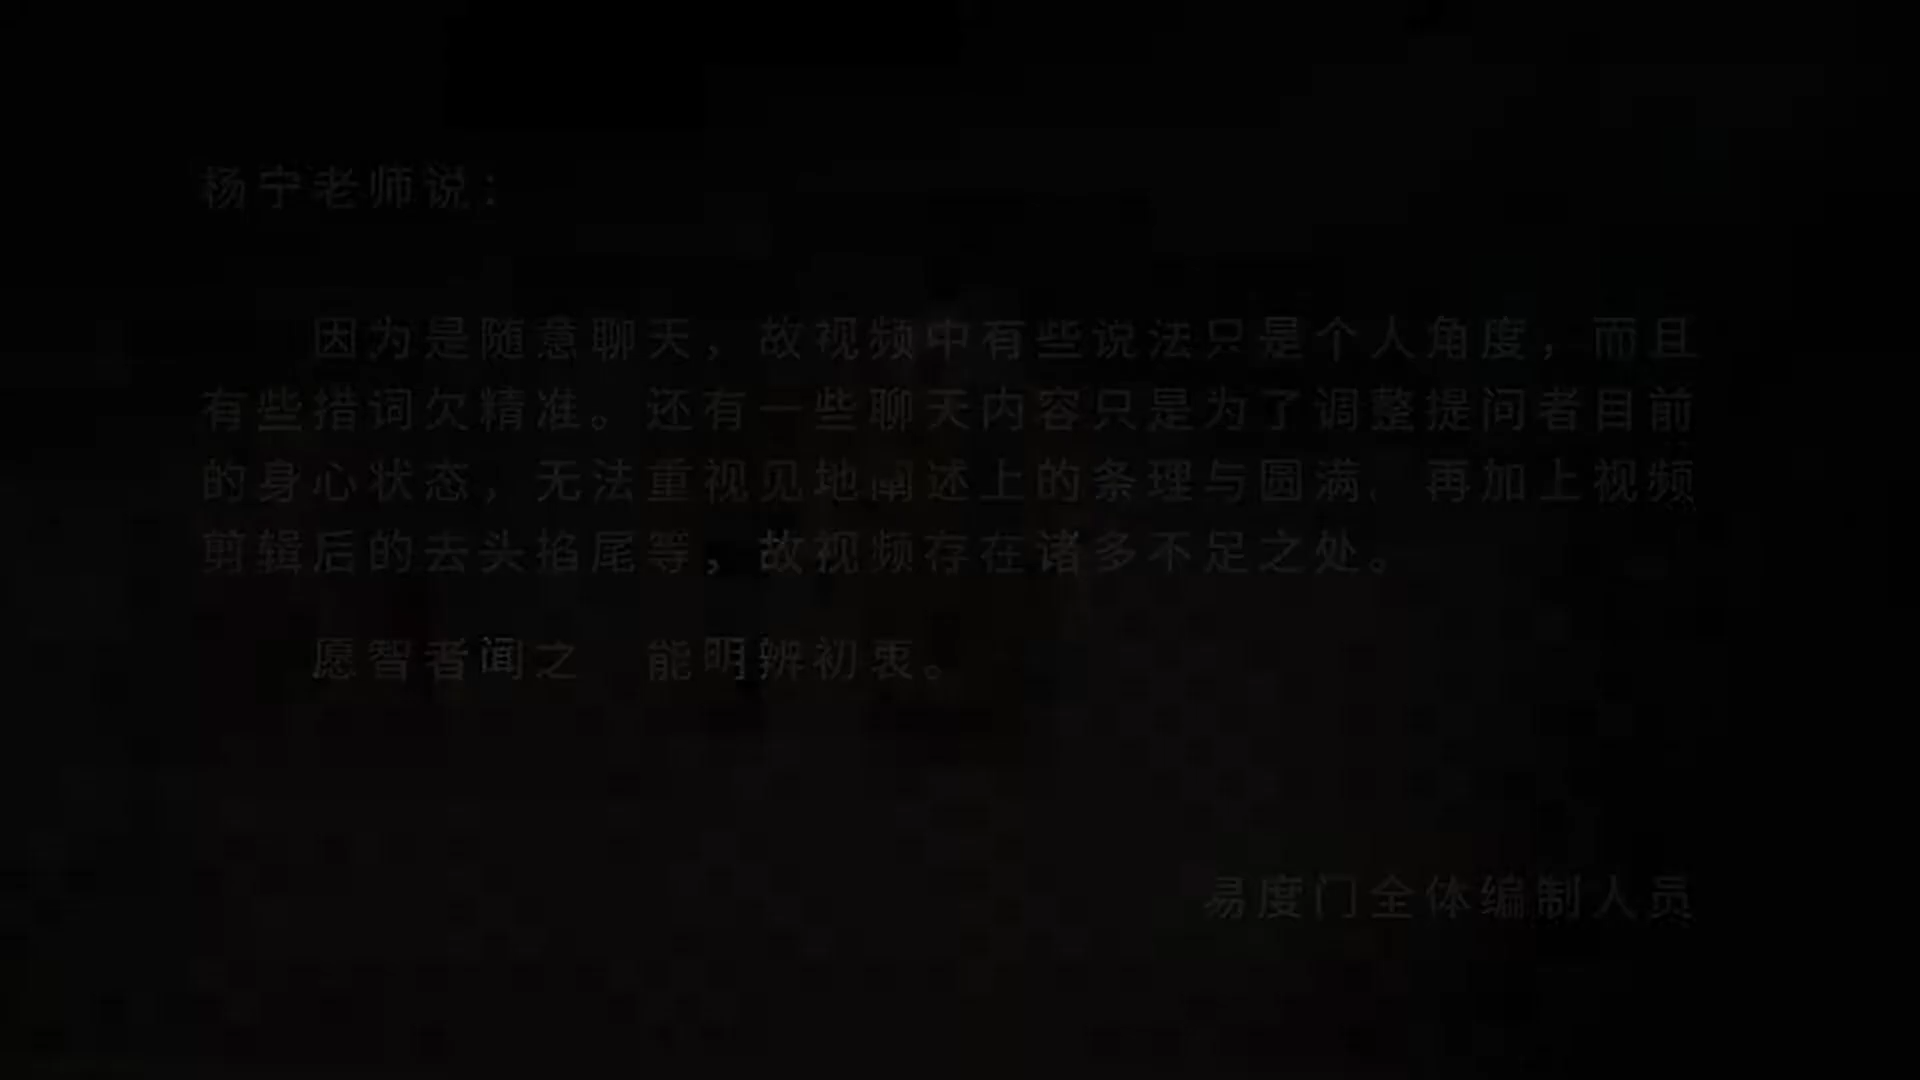 杨宁老师说：
因为是随意聊天，故视频中有些说法只是个人角度，而且
有些措词欠精准。还有一些聊天内容只是为了调整提问者目前
的身心状态，无法重视见地阐述上的条理与圆满. 再加上视频
剪辑后的去头掐尾等，故视频存在诸多不足之处。
愿智者闻之 能明辨初衷。
易度门全体编制人员